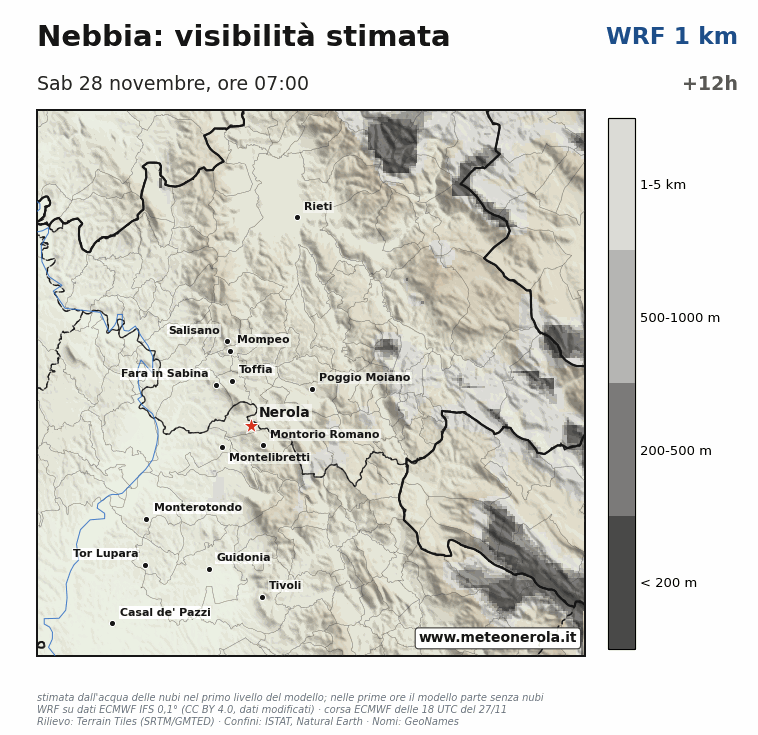 Nebbia: visibilità stimata
WRF 1 km
Sab 28 novembre, ore 07:00
+12h
1-5 km
Rieti
500-1000 m
Salisano
Mompeo
Toffia
Fara in Sabina
Poggio Moiano
Nerola
Montorio Romano
200-500 m
Montelibretti
Monterotondo
Tor Lupara
Guidonia
< 200 m
Tivoli
Casal de' Pazzi
www.meteonerola.it
stimata dall'acqua delle nubi nel primo livello del modello; nelle prime ore il modello parte senza nubi
WRF su dati ECMWF IFS 0,1° (CC BY 4.0, dati modificati) · corsa ECMWF delle 18 UTC del 27/11
Rilievo: Terrain Tiles (SRTM/GMTED) · Confini: ISTAT, Natural Earth · Nomi: GeoNames